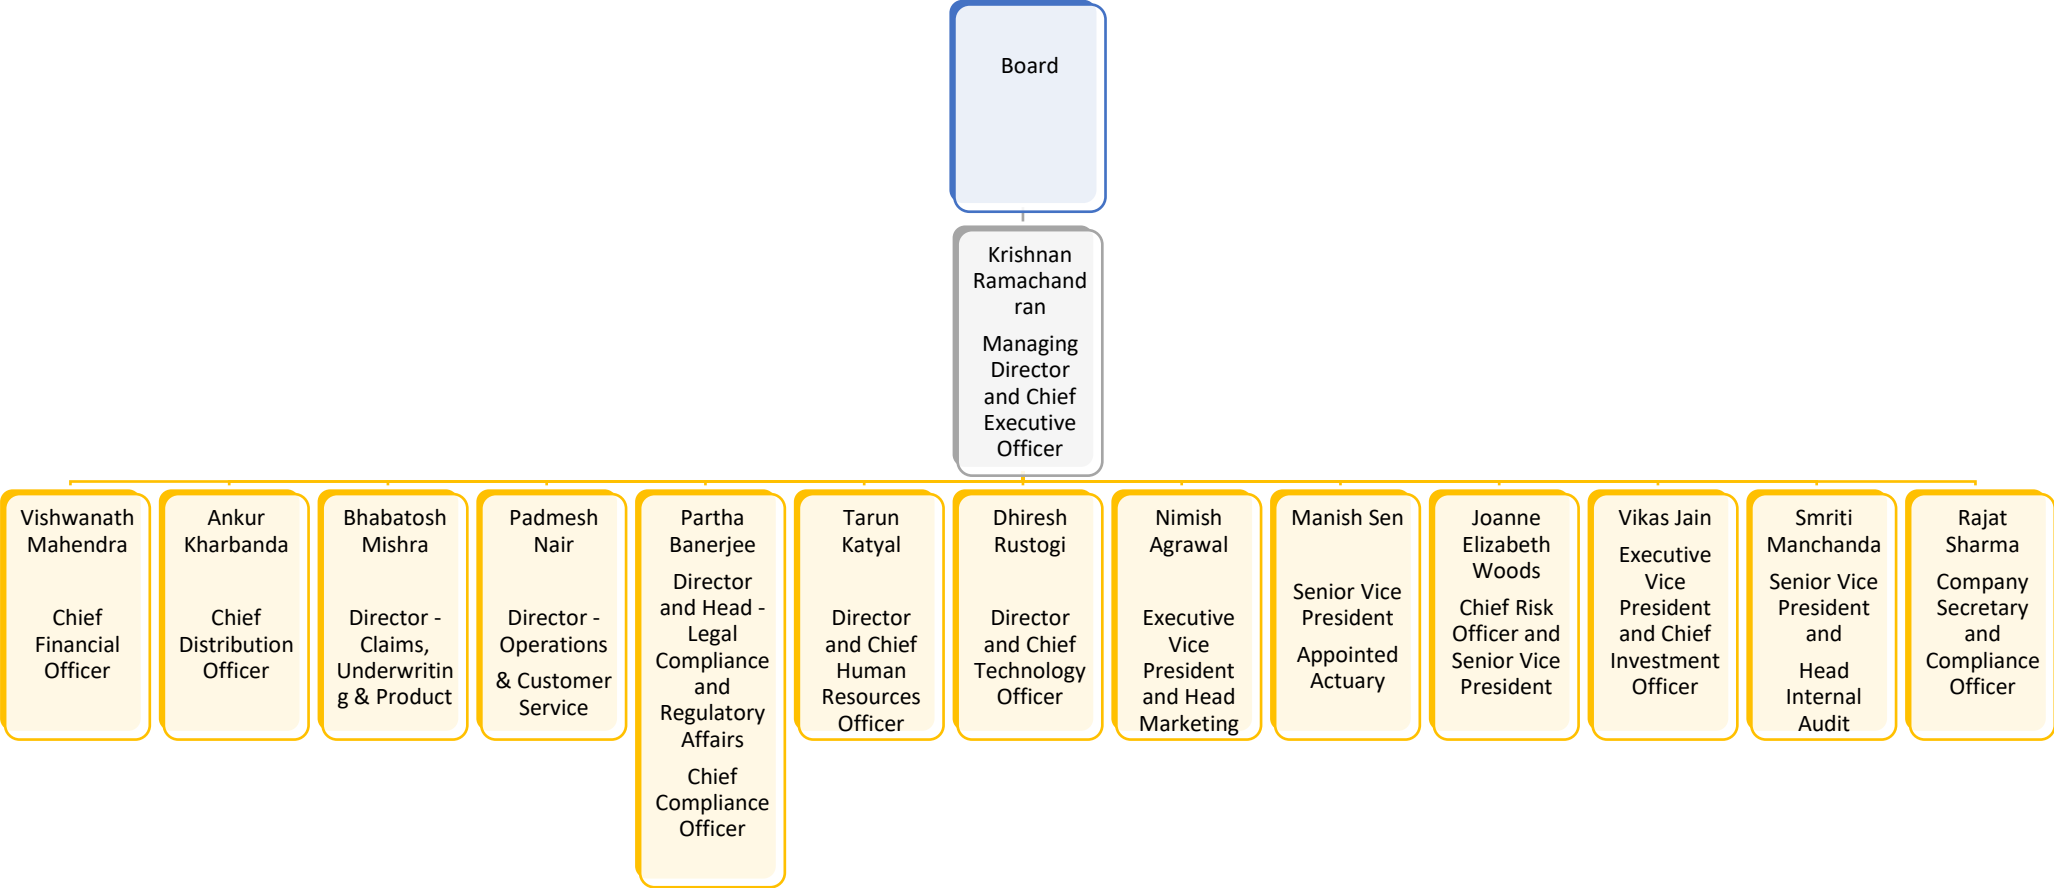 Board
Krishnan
Ramachand
ran
Managing
Director
and Chief
Executive
Officer
Vishwanath
Mahendra
Chief
Financial
Officer
Ankur
Kharbanda
Chief
Distribution
Officer
Bhabatosh
Mishra
Director -
Claims,
Underwritin
g & Product
Padmesh
Nair
Director -
Operations
& Customer
Service
Partha
Banerjee
Director
and Head -
Legal
Compliance
and
Regulatory
Affairs
Chief
Compliance
Officer
Tarun
Katyal
Director
and Chief
Human
Resources
Officer
Dhiresh
Rustogi
Director
and Chief
Technology
Officer
Nimish
Agrawal
Executive
Vice
President
and Head
Marketing
Manish Sen
Senior Vice
President
Appointed
Actuary
Joanne
Elizabeth
Woods
Chief Risk
Officer and
Senior Vice
President
Vikas Jain
Executive
Vice
President
and Chief
Investment
Officer
Smriti
Manchanda
Senior Vice
President
and
Head
Internal
Audit
Rajat
Sharma
Company
Secretary
and
Compliance
Officer